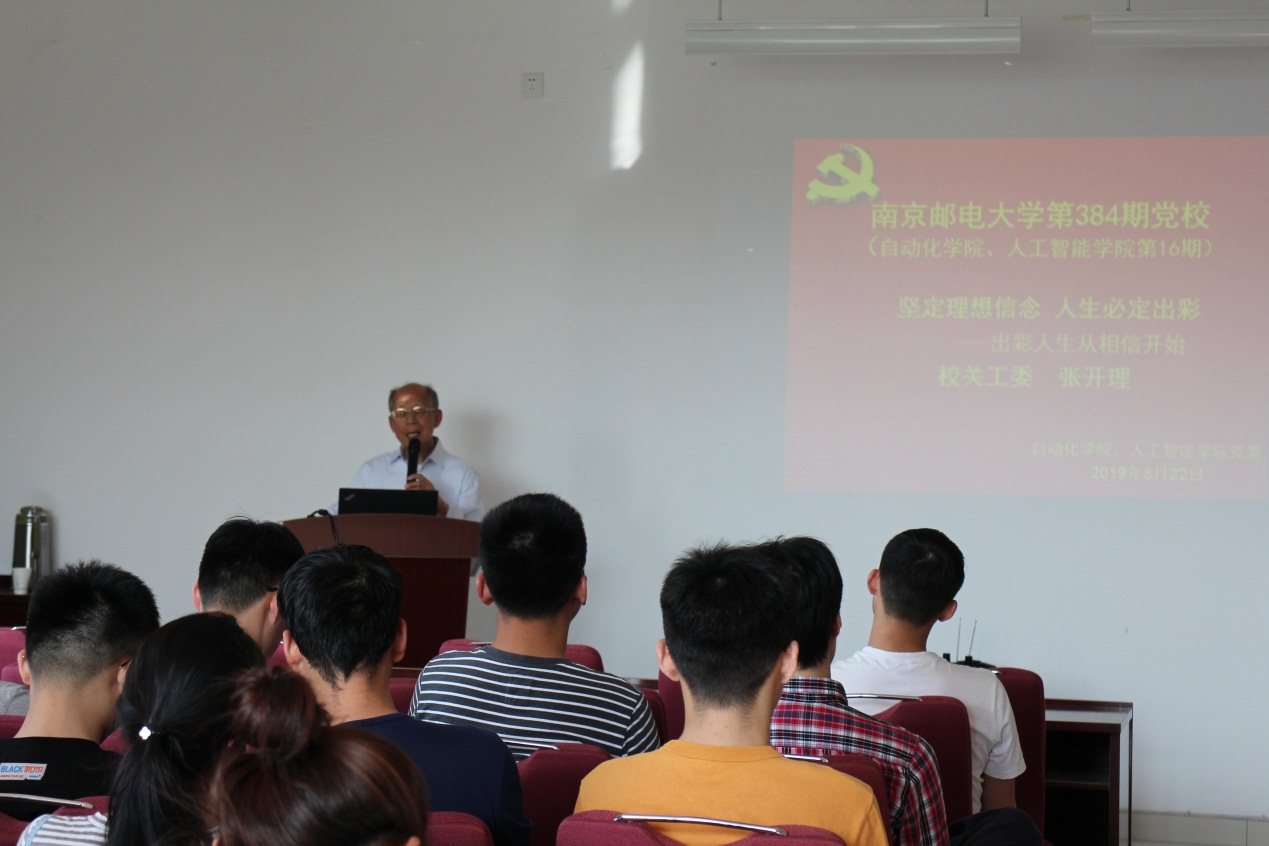 南京邮电大学第384期党校
（自动化学院、人工智能学院第16期）
坚定理想信念 人生必定出彩
——出彩人生从相信开始
校关工委 张开理
自动化学院、人工智能学院党委
2019年5月22日
BLACK